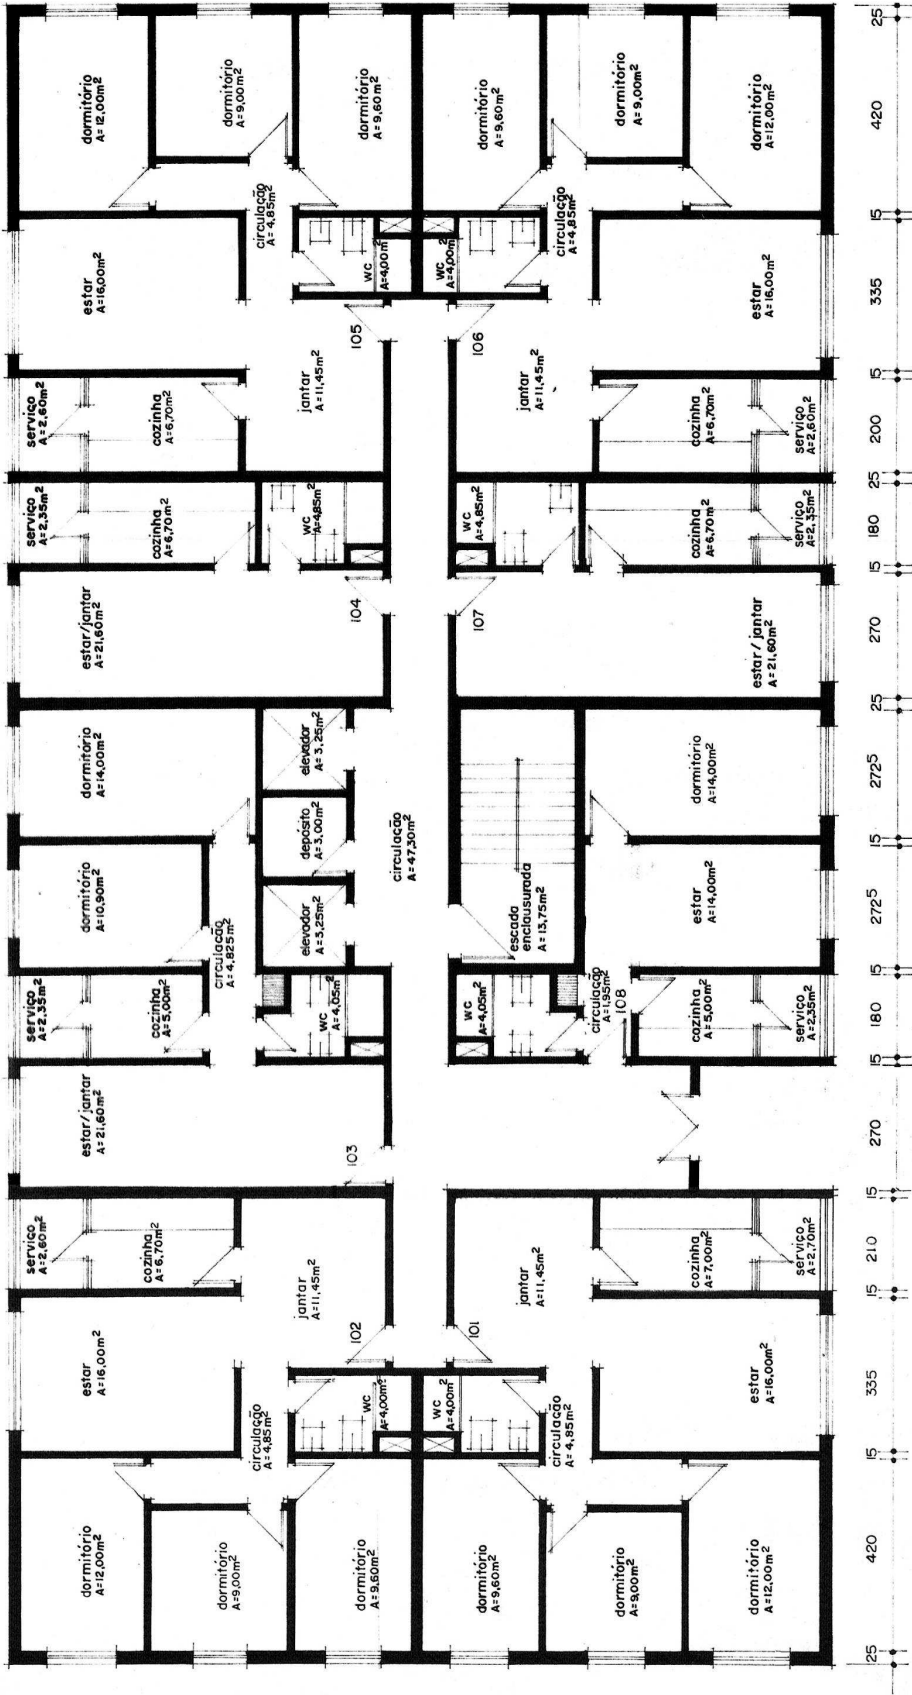 dormitório
A=12,00m²
dormitório
A=9,00m²
dormitório
A=9,60m²
dormitório
A=9,60m²
dormitório
A=9,00m²
dormitório
A=12,00m²
25
420
circulação
A=4,85m²
circulação
A=4,85m²
15
estar
A=16,00m²
wc
A=4,00m²
wc
A=4,00m²
estar
A=16,00m²
335
105
106
jantar
A=11,45m²
jantar
A=11,45m²
15
serviço
A=2,60m²
cozinha
A=6,70m²
cozinha
A=6,70m²
serviço
A=2,60m²
200
25
serviço
A=2,35m²
cozinha
A=6,70m²
wc
A=4,85m²
wc
A=4,85m²
cozinha
A=6,70m²
serviço
A=2,35m²
180
15
104
107
estar/jantar
A=21,60m²
estar/jantar
A=21,60m²
270
25
dormitório
A=14,00m²
elevador
A=3,25m²
dormitório
A=14,00m²
2725
depósito
A=3,00m²
circulação
A=47,30m²
15
dormitório
A=10,90m²
elevador
A=3,25m²
escada
enclausurada
A=13,75m²
estar
A=14,00m²
2725
circulação
A=4,825m²
15
serviço
A=2,35m²
cozinha
A=5,00m²
wc
A=4,05m²
wc
A=4,05m²
circulação
A=1,95m²
108
cozinha
A=5,00m²
serviço
A=2,35m²
180
15
estar/jantar
A=21,60m²
103
270
15
serviço
A=2,60m²
cozinha
A=6,70m²
jantar
A=11,45m²
jantar
A=11,45m²
cozinha
A=7,00m²
serviço
A=2,70m²
210
15
102
101
estar
A=16,00m²
wc
A=4,00m²
wc
A=4,00m²
estar
A=16,00m²
335
circulação
A=4,85m²
circulação
A=4,85m²
15
dormitório
A=12,00m²
dormitório
A=9,00m²
dormitório
A=9,60m²
dormitório
A=9,60m²
dormitório
A=9,00m²
dormitório
A=12,00m²
420
25